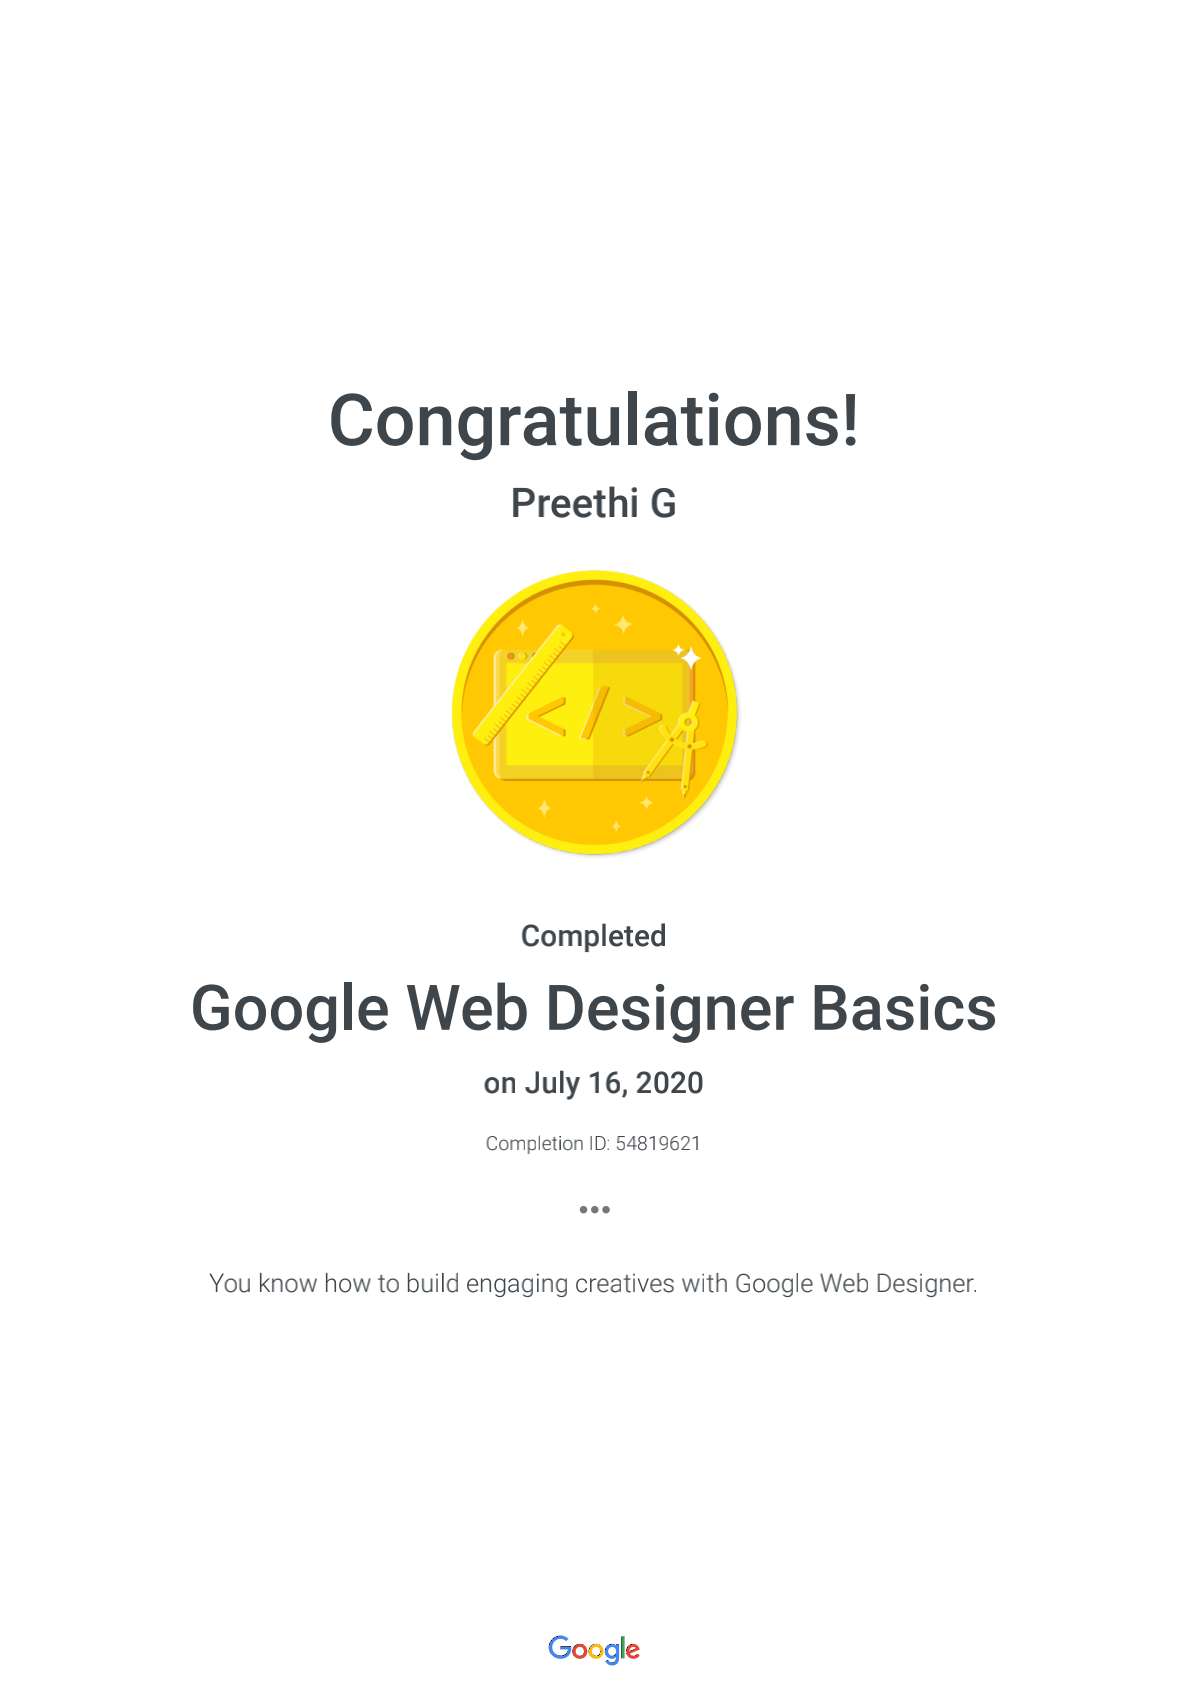 Congratulations!
Preethi G
</>
Completed
Google Web Designer Basics
on July 16, 2020
Completion ID: 54819621
•••
You know how to build engaging creatives with Google Web Designer.
Google